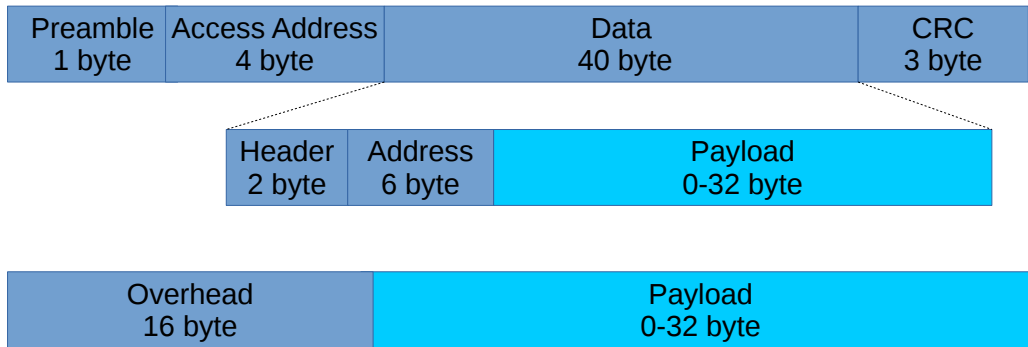 Preamble
1 byte
Access Address
4 byte
Data
40 byte
CRC
3 byte
Header
2 byte
Address
6 byte
Payload
0-32 byte
Overhead
16 byte
Payload
0-32 byte